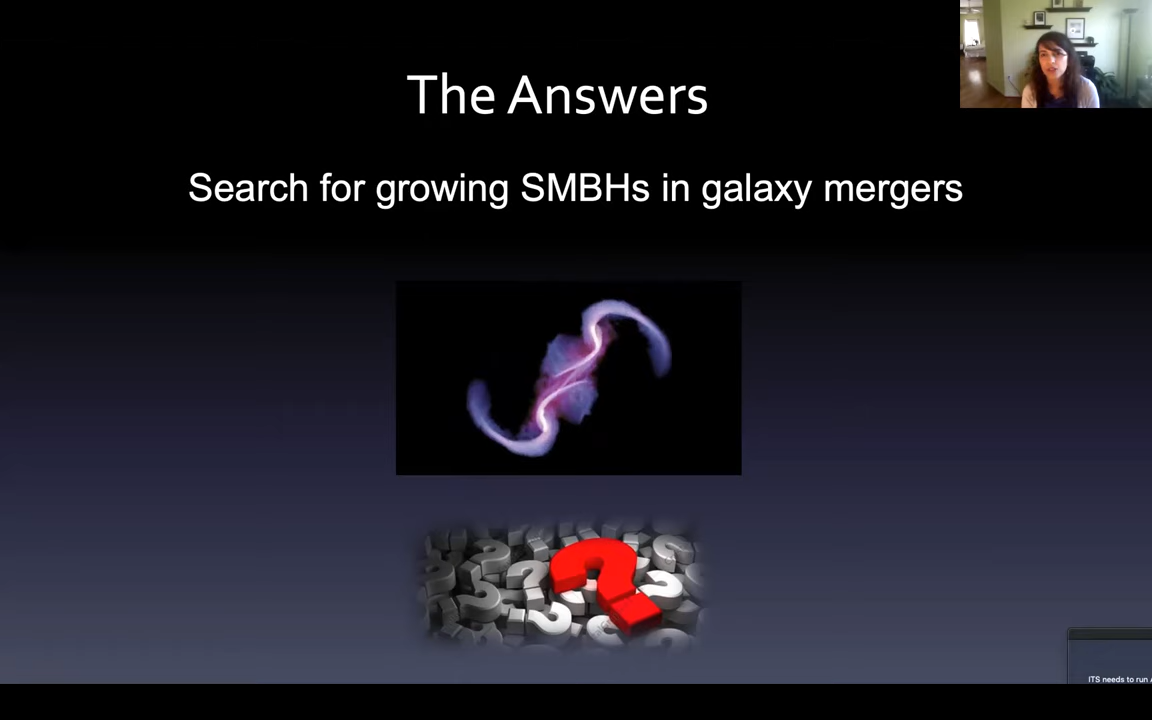 The Answers
Search for growing SMBHs in galaxy mergers
ITS needs to run